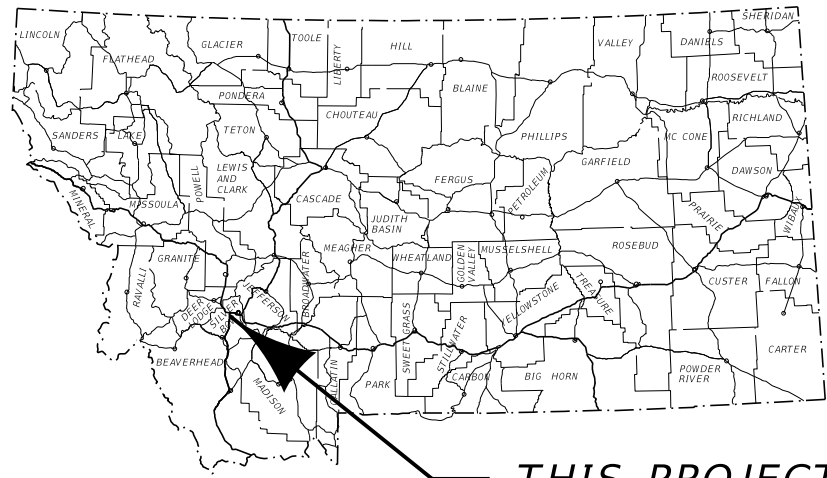 SHERIDAN
LINCOLN
TOOLE
GLACIER
HILL
VALLEY
DANIELS
FLATHEAD
LIBERTY
ROOSEVELT
BLAINE
PONDERA
CHOUTEAU
RICHLAND
TETON
SANDERS
LAKE
PHILLIPS
MC CONE
GARFIELD
DAWSON
LEWIS
AND
CLARK
POWELL
FERGUS
PETROLEUM
CASCADE
MINERAL
MISSOULA
JUDITH
BASIN
PRAIRIE
WIBAUX
MEAGHER
MUSSELSHELL
ROSEBUD
GRANITE
WHEATLAND
GOLDEN
VALLEY
BROADWATER
RAVALLI
JEFFERSON
TREASURE
CUSTER
FALLON
DEER
LODGE
SILVER
BOW
YELLOWSTONE
SWEET GRASS
STILLWATER
CARTER
BEAVERHEAD
GALLATIN
PARK
CARBON
BIG HORN
POWDER
RIVER
MADISON
THIS PROJECT